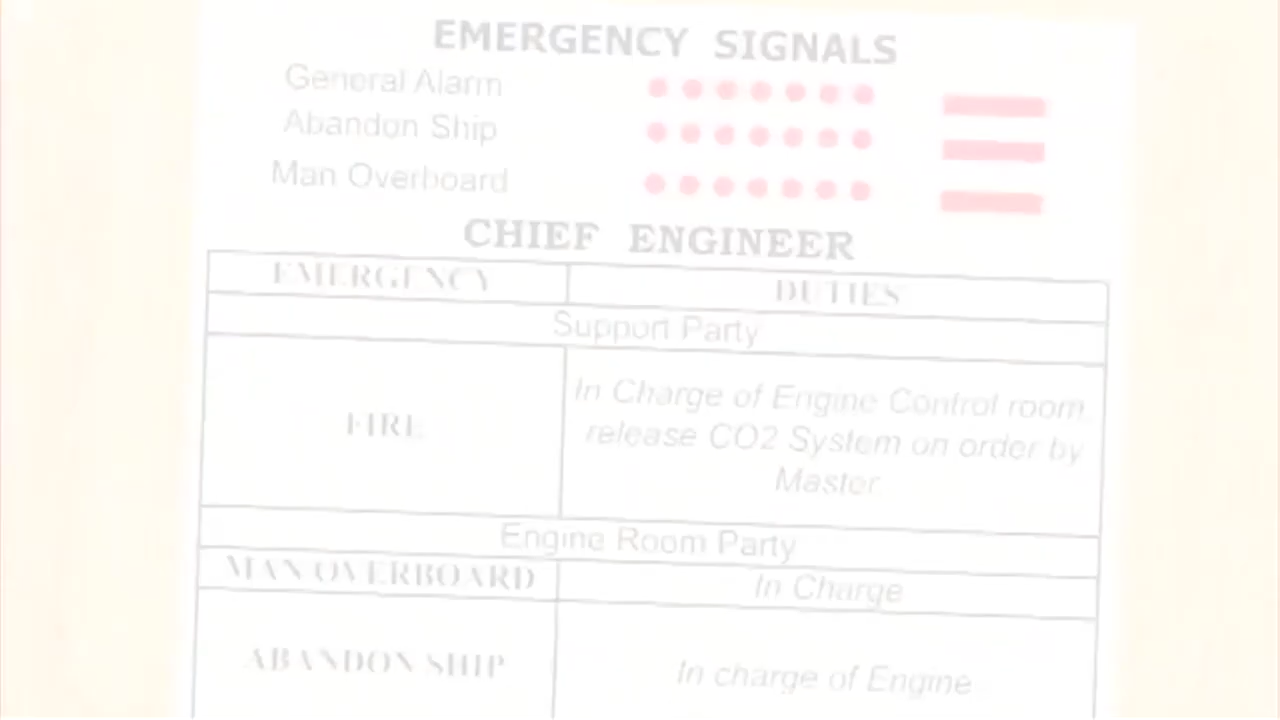 EMERGENCY SIGNALS
General Alarm
Abandon Ship
Man Overboard
CHIEF ENGINEER
EMERGENCY DUTIES
Support Party
FIRE
In Charge of Engine Control room,
release CO2 System on order by
Master
Engine Room Party
MAN OVERBOARD In Charge
ABANDON SHIP
In charge of Engine